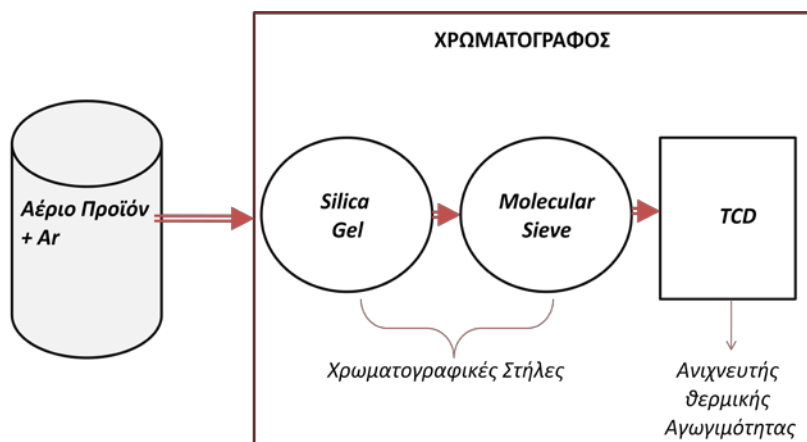 ΧΡΩΜΑΤΟΓΡΑΦΟΣ
Αέριο Προϊόν
+ Ar
Silica
Gel
Molecular
Sieve
TCD
Χρωματογραφικές Στήλες
Ανιχνευτής
θερμικής
Αγωγιμότητας